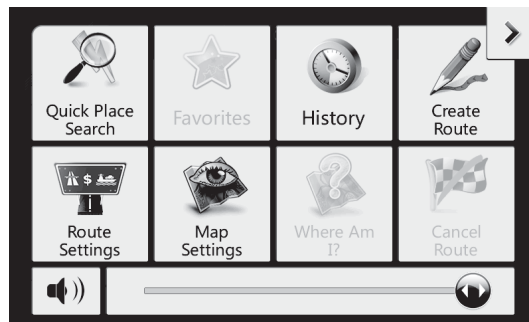 Quick Place
Search
Favorites
History
Create
Route
Route
Settings
Map
Settings
Where Am
I?
Cancel
Route